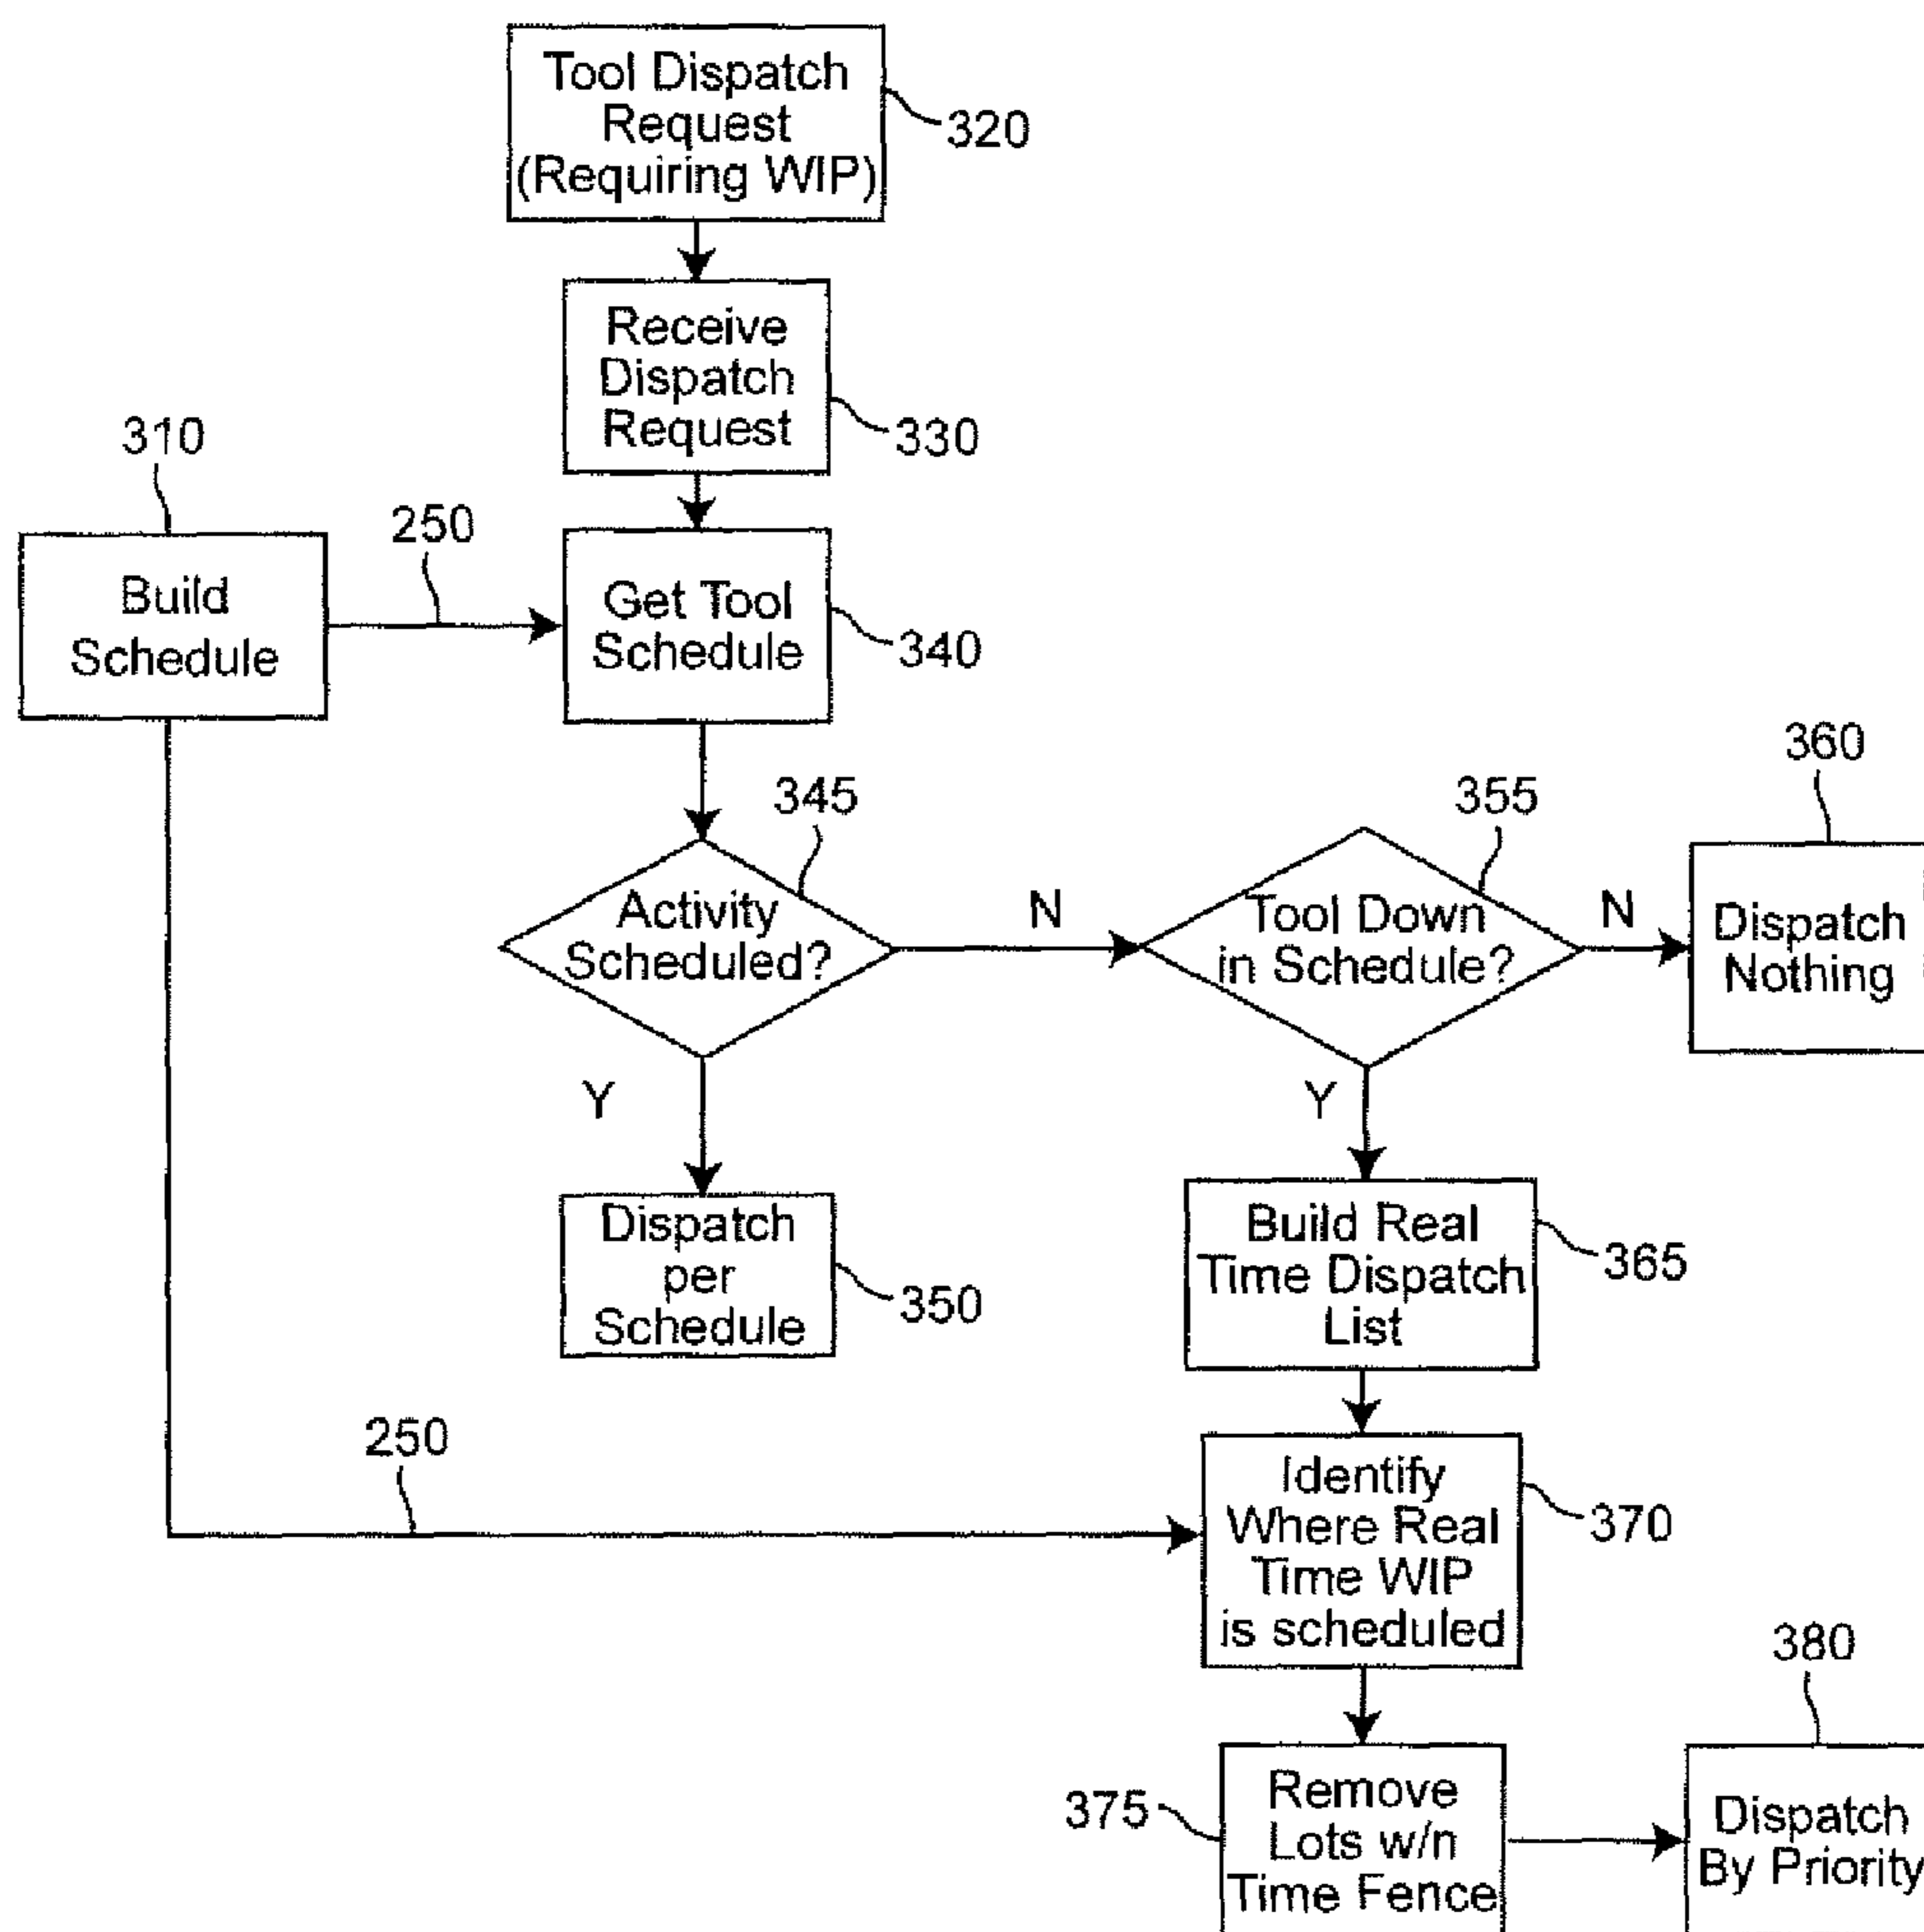 Tool Dispatch
Request
(Requiring WIP)
320
Receive
Dispatch
Request
330
310
250
Build
Schedule
Get Tool
Schedule
340
345
355
360
Activity
Scheduled?
N
Tool Down
in Schedule?
N
Dispatch
Nothing
Y
Y
Dispatch
per
Schedule
350
Build Real
Time Dispatch
List
365
250
Identify
Where Real
Time WIP
is scheduled
370
380
375
Remove
Lots w/n
Time Fence
Dispatch
By Priority